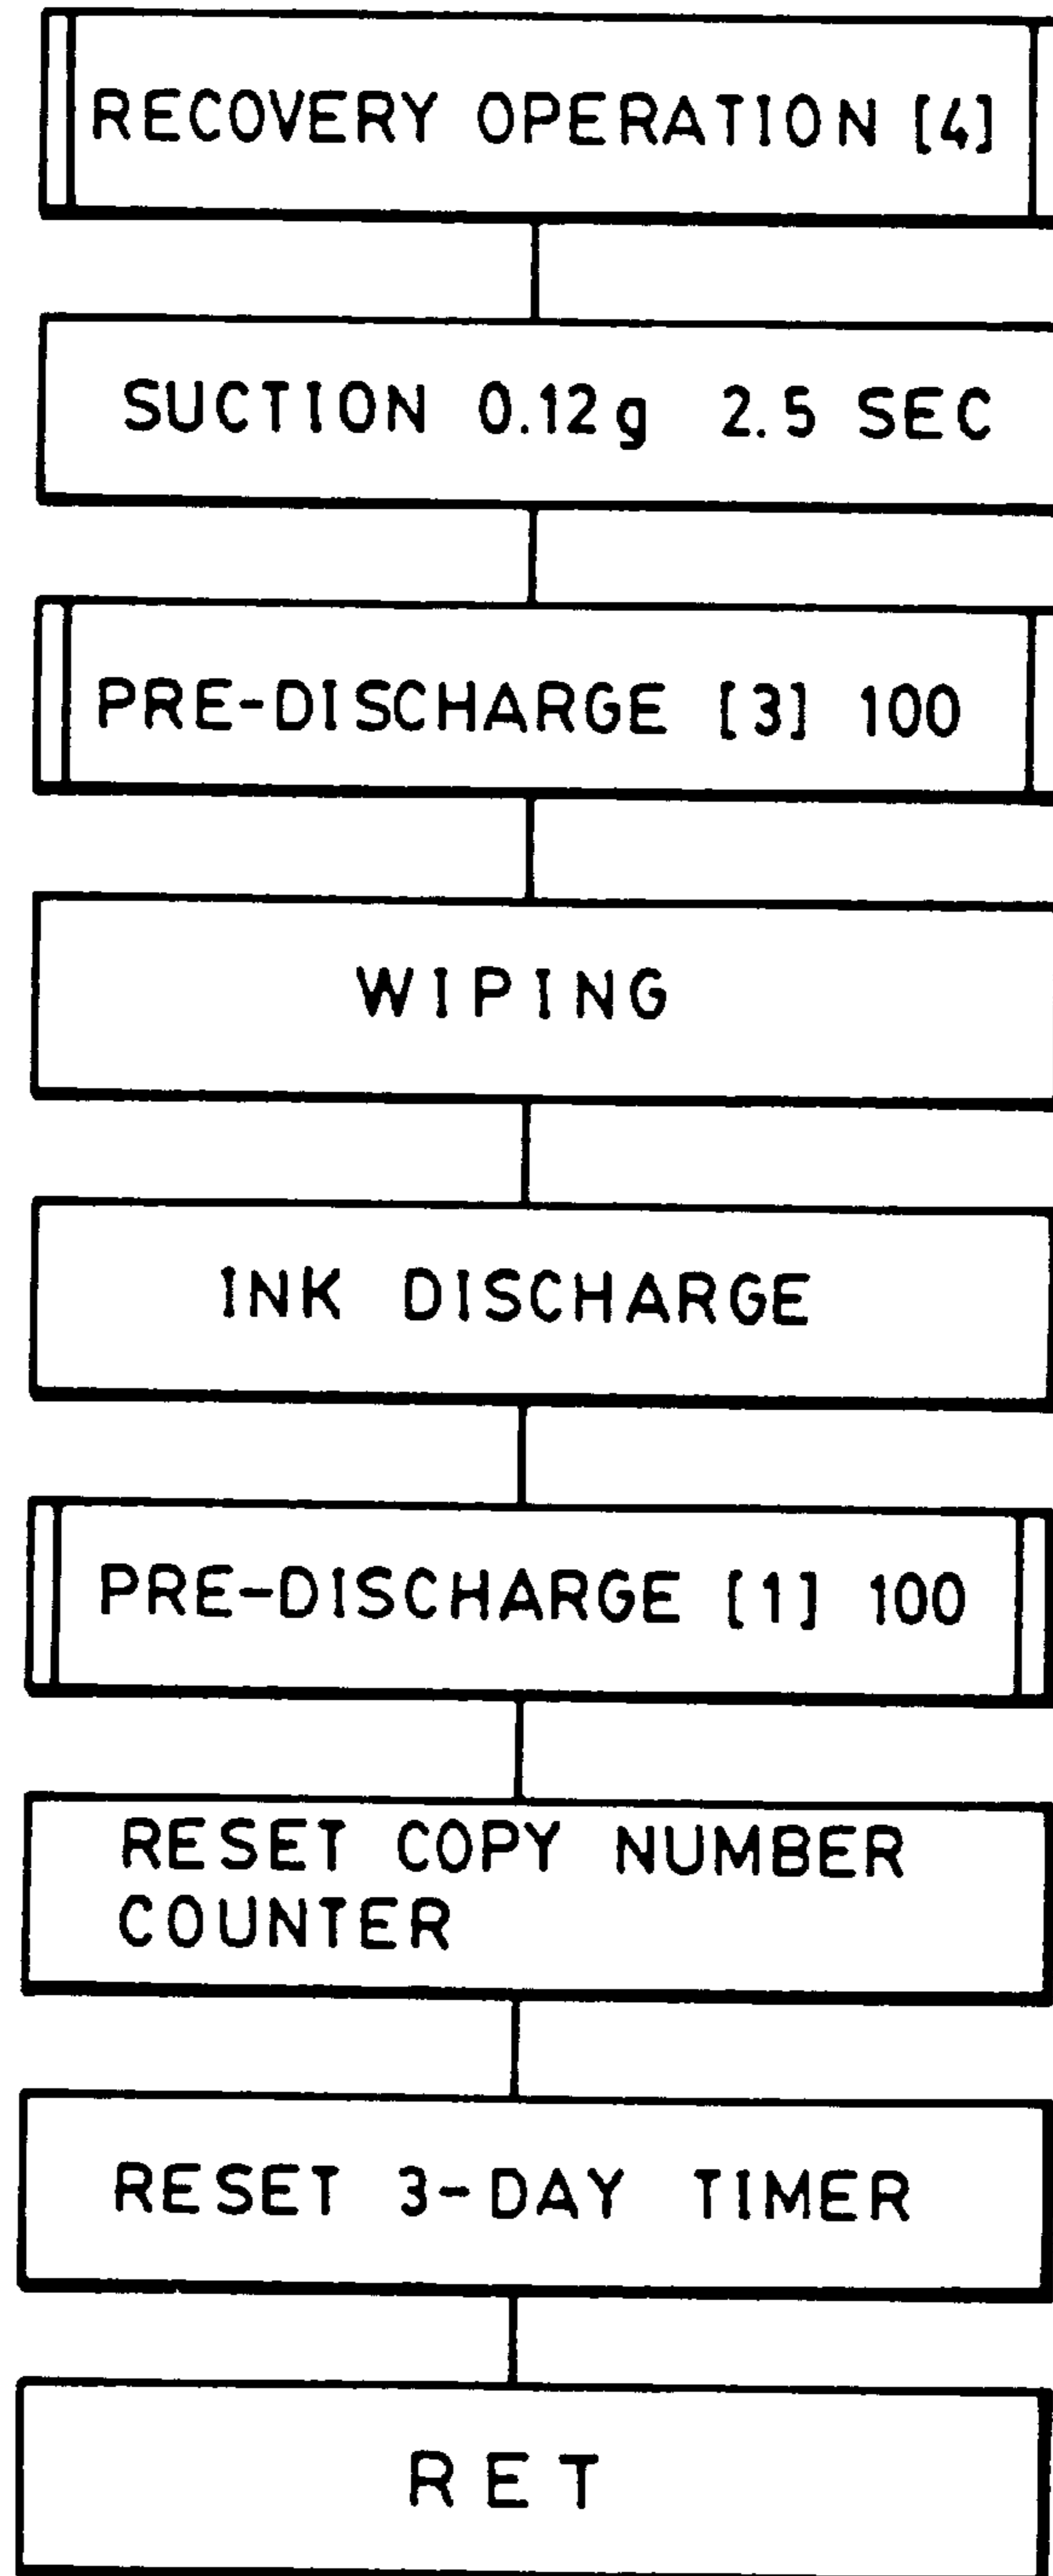 RECOVERY OPERATION [4]
SUCTION 0.12g 2.5 SEC
PRE-DISCHARGE [3] 100
WIPING
INK DISCHARGE
PRE-DISCHARGE [1] 100
RESET COPY NUMBER
COUNTER
RESET 3-DAY TIMER
RET